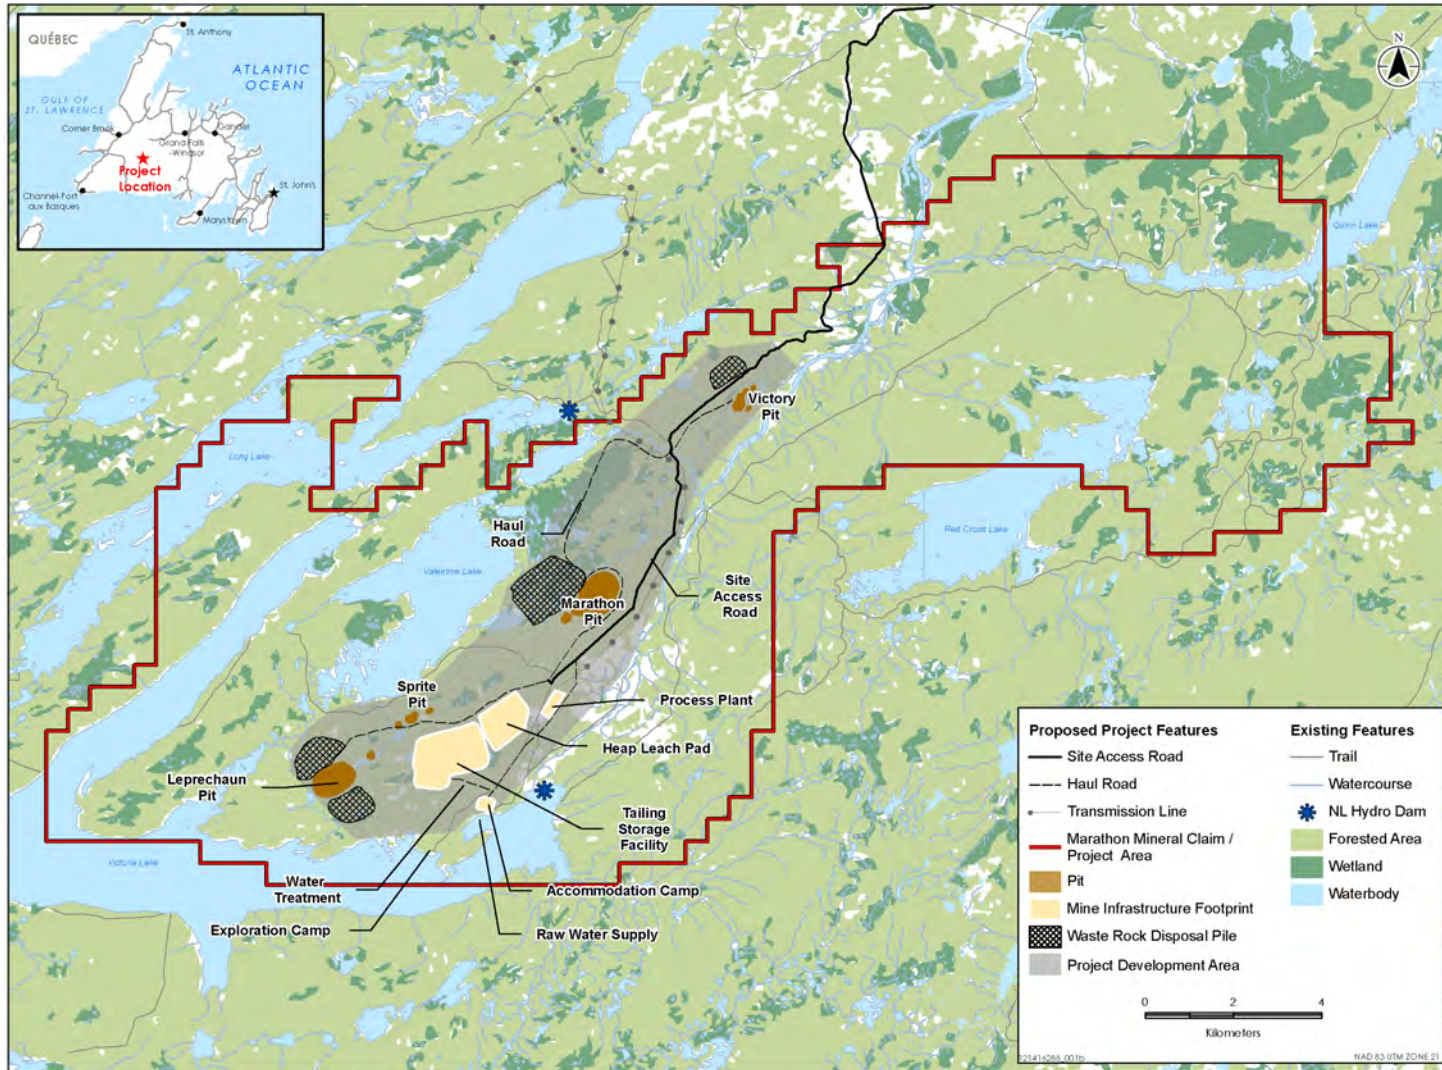 QUÉBEC
St. Anthony
ATLANTIC
OCEAN
GULF OF
ST. LAWRENCE
Corner Brook
Gander
Grand Falls
-Windsor
Project
Location
St. John's
Channel-Port
aux Basques
Marystown
N
Quinn Lake
Victory
Pit
Long Lake
Haul
Road
Red Cross Lake
Valentine Lake
Site
Access
Road
Marathon
Pit
Sprite
Pit
Process Plant
Heap Leach Pad
Leprechaun
Pit
Tailing
Storage
Facility
Victoria Lake
Water
Treatment
Accommodation Camp
Exploration Camp
Raw Water Supply
Proposed Project Features
Site Access Road
Haul Road
Transmission Line
Marathon Mineral Claim /
Project Area
Pit
Mine Infrastructure Footprint
Waste Rock Disposal Pile
Project Development Area
Existing Features
Trail
Watercourse
NL Hydro Dam
Forested Area
Wetland
Waterbody
0 2 4
Kilometers
121416288_001b
NAD 83 UTM ZONE 21